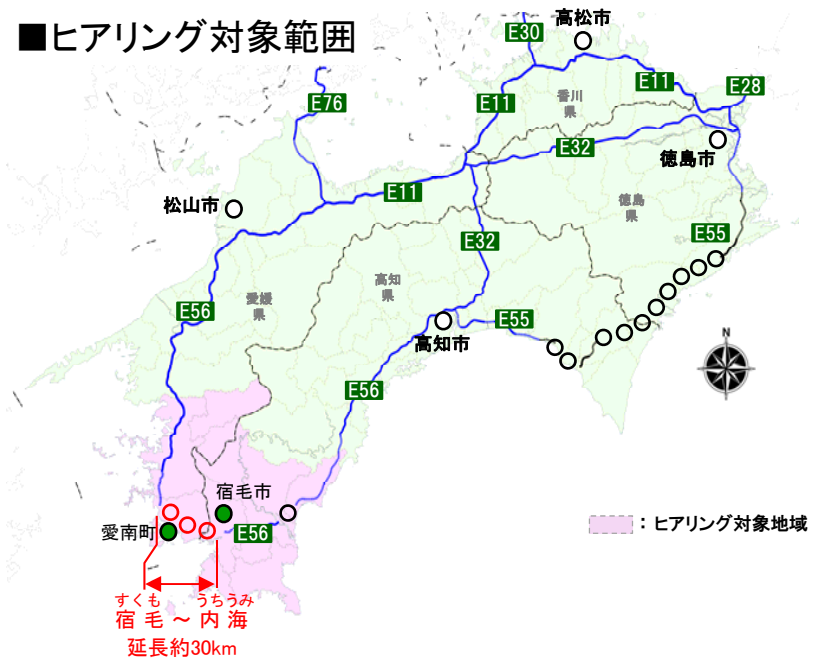 ■ヒアリング対象範囲
高松市
E30
E76
E11
E11
E28
香川
県
E32
徳島市
松山市
E11
徳島
県
E32
E55
高知
県
愛媛
県
E56
E55
高知市
E56
N
宿毛市
愛南町
E56
：ヒアリング対象地域
すくも うちうみ
宿毛～内海
延長約30km